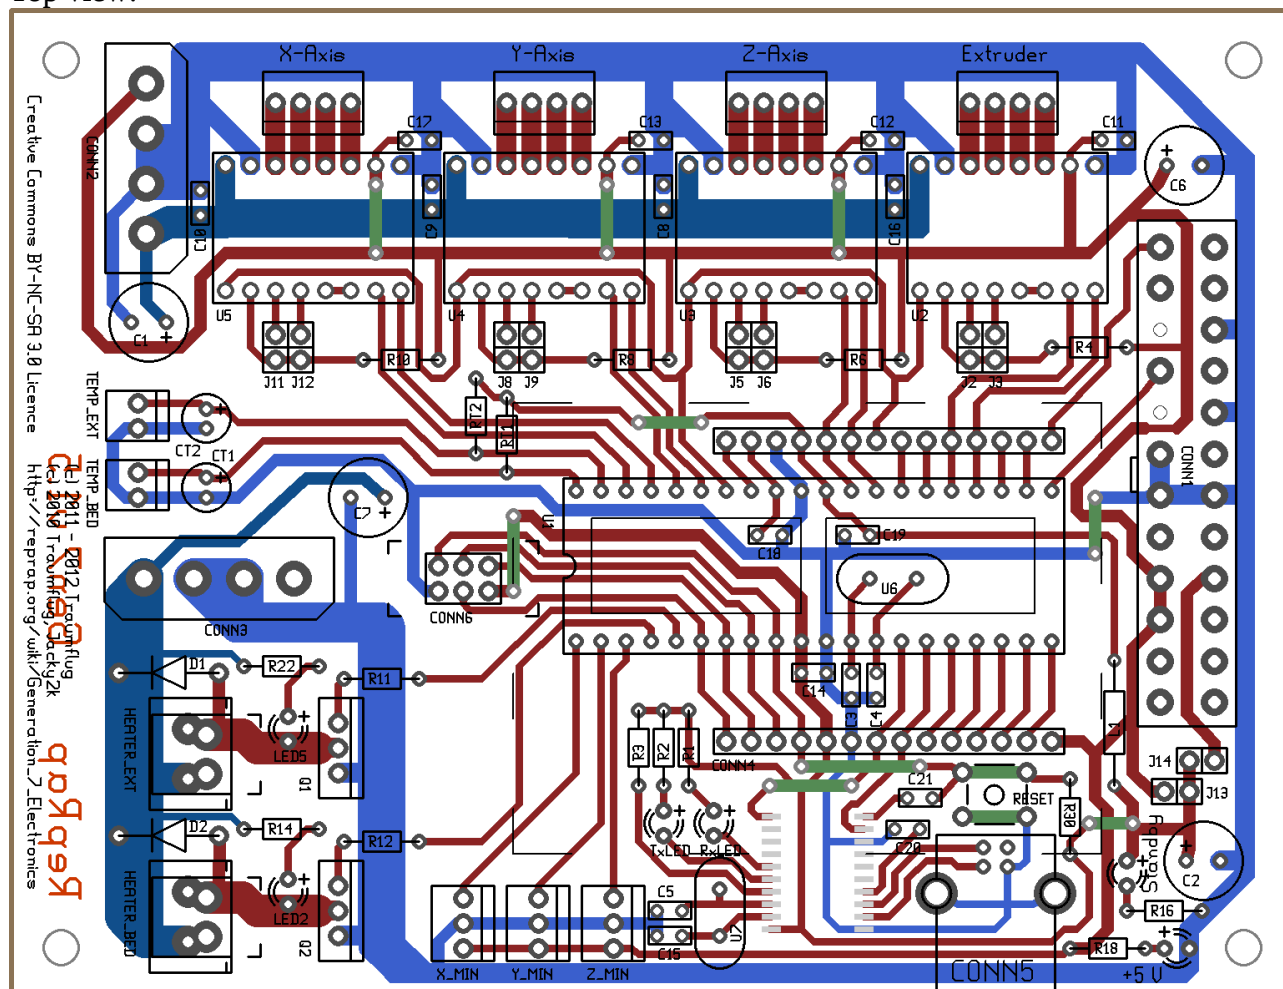 Top view:
X-Axis
Y-Axis
Z-Axis
Extruder
C17
C13
C12
C11
CONN2
C10
C9
C8
C16
C6
U5
U4
U3
U2
C1
R10
R8
R6
R4
J11 J12
J8 J9
J5 J6
J2 J3
Creative Commons BY-NC-SA 3.0 Licence
TEMP_EXT
CT2
RT2
RT1
TEMP_BED
CT1
CONN1
C7
U1
C18
C19
U6
CONN3
CONN6
(c) 2011 - 2012 Traumflug, Jacky2k
(c) 2010 Traumflug
http://reprap.org/wiki/Generation_7_Electronics
D1
R22
R11
C14
C3
C4
L1
HEATER_EXT
LED5
Q1
R3
R2
R1
CONN4
J14
J13
C21
RESET
R30
C20
D2
R14
R12
TxLED
RxLED
Standby
C2
HEATER_BED
LED2
Q2
C5
C15
U7
R16
R18
X_MIN
Y_MIN
Z_MIN
CONN5
+5 V
RepRap